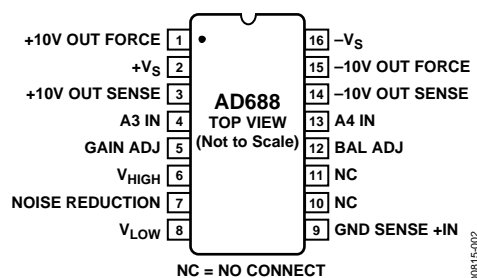 +10V OUT FORCE 1
+VS 2
+10V OUT SENSE 3
A3 IN 4
GAIN ADJ 5
VHIGH 6
NOISE REDUCTION 7
VLOW 8
AD688
TOP VIEW
(Not to Scale)
16 –VS
15 –10V OUT FORCE
14 –10V OUT SENSE
13 A4 IN
12 BAL ADJ
11 NC
10 NC
9 GND SENSE +IN
NC = NO CONNECT
00815-002